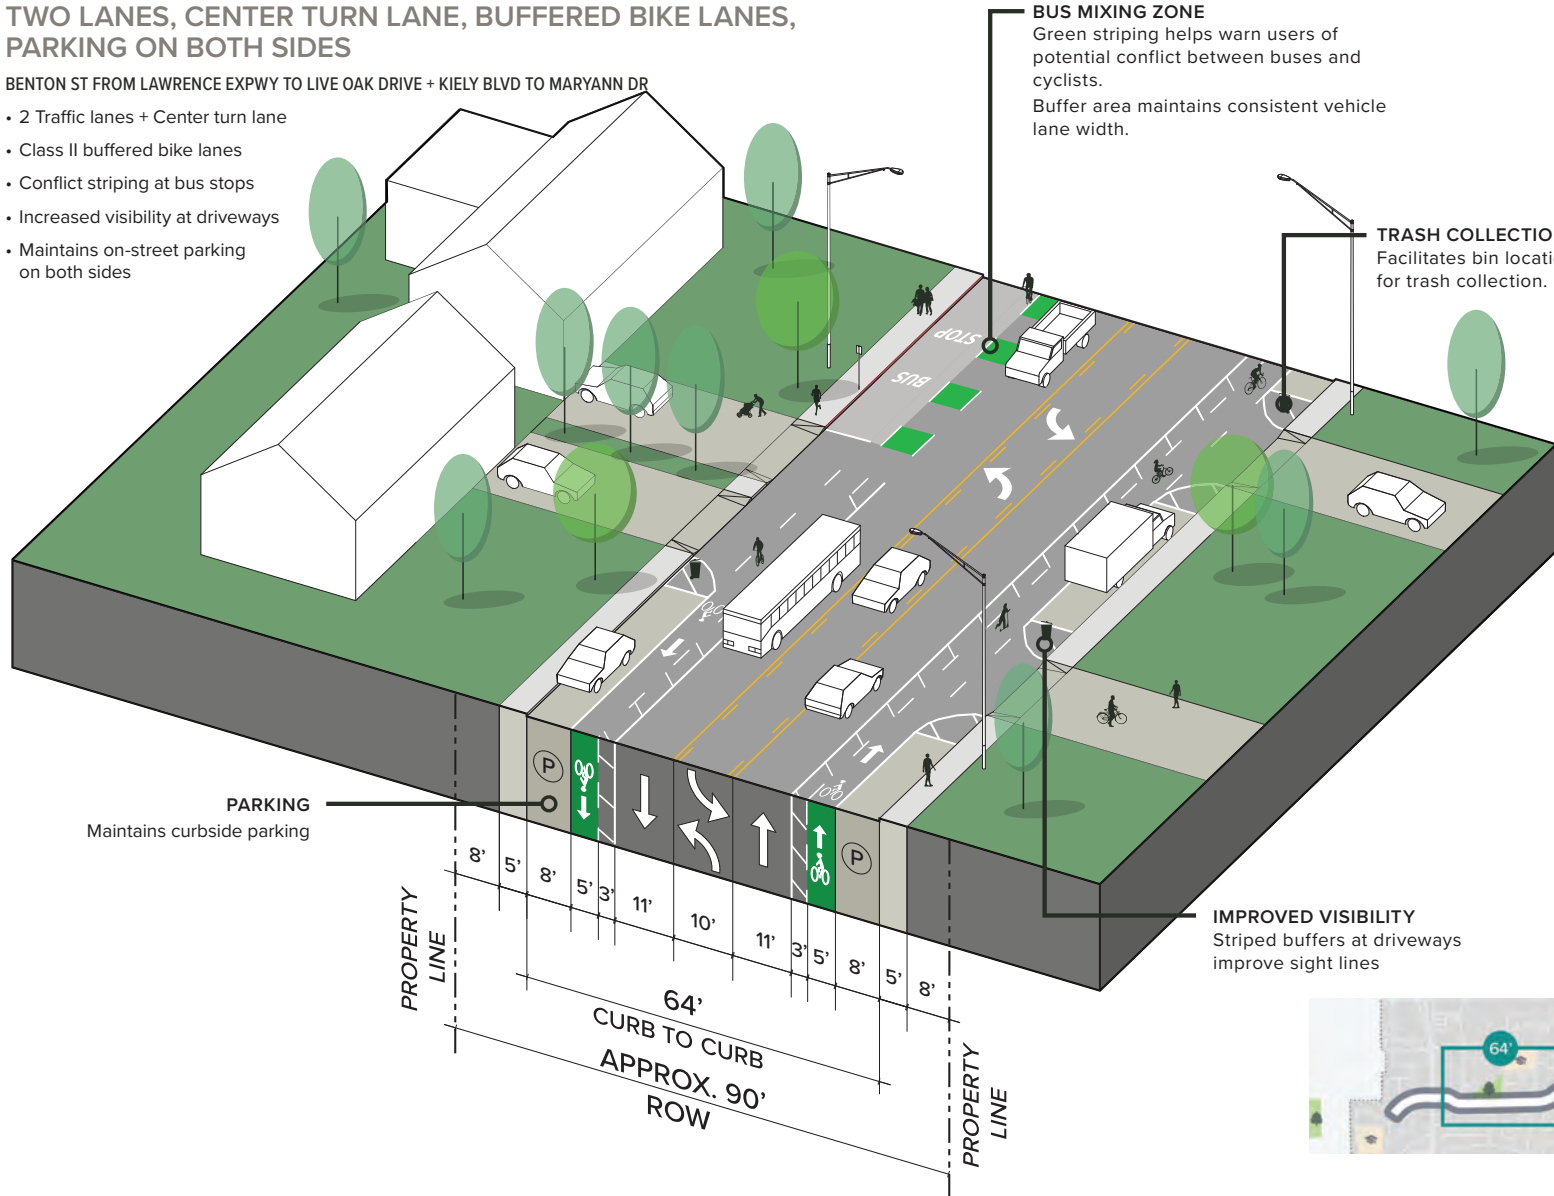 TWO LANES, CENTER TURN LANE, BUFFERED BIKE LANES,
PARKING ON BOTH SIDES
BENTON ST FROM LAWRENCE EXPWY TO LIVE OAK DRIVE + KIELY BLVD TO MARYANN DR
• 2 Traffic lanes + Center turn lane
• Class II buffered bike lanes
• Conflict striping at bus stops
• Increased visibility at driveways
• Maintains on-street parking
on both sides
BUS MIXING ZONE
Green striping helps warn users of
potential conflict between buses and
cyclists.
Buffer area maintains consistent vehicle
lane width.
TRASH COLLECTIO
Facilitates bin locati
for trash collection.
STOP
BUS
PARKING
Maintains curbside parking
P
P
8’
5’
8’
5’
3’
11’
10’
11’
3’
5’
8’
5’
8’
PROPERTY
LINE
64’
CURB TO CURB
APPROX. 90’
ROW
PROPERTY
LINE
IMPROVED VISIBILITY
Striped buffers at driveways
improve sight lines
64’